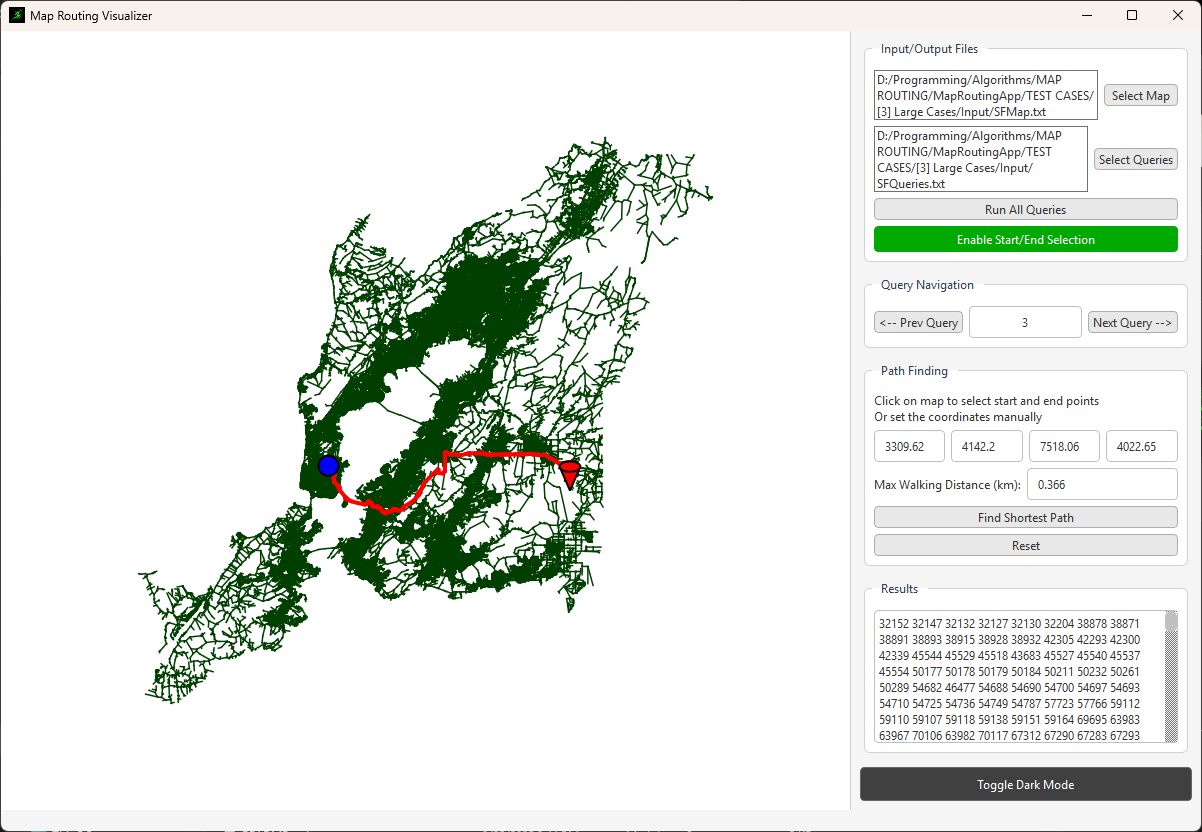 Map Routing Visualizer
Input/Output Files
D:/Programming/Algorithms/MAP
ROUTING/MapRoutingApp/TEST CASES/
[3] Large Cases/Input/SFMap.txt
Select Map
D:/Programming/Algorithms/MAP
ROUTING/MapRoutingApp/TEST
CASES/[3] Large Cases/Input/
SFQueries.txt
Select Queries
Run All Queries
Enable Start/End Selection
Query Navigation
<-- Prev Query
3
Next Query -->
Path Finding
Click on map to select start and end points
Or set the coordinates manually
3309.62 4142.2 7518.06 4022.65
Max Walking Distance (km): 0.366
Find Shortest Path
Reset
Results
32152 32147 32132 32127 32130 32204 38878 38871
38891 38893 38915 38928 38932 42305 42293 42300
42339 45544 45529 45518 43683 45527 45540 45537
45554 50177 50178 50179 50184 50211 50232 50261
50289 54682 46477 54688 54690 54700 54697 54693
54710 54725 54736 54749 54787 57723 57766 59112
59110 59107 59118 59138 59151 59164 69695 63983
63967 70106 63982 70117 67312 67290 67283 67293
Toggle Dark Mode